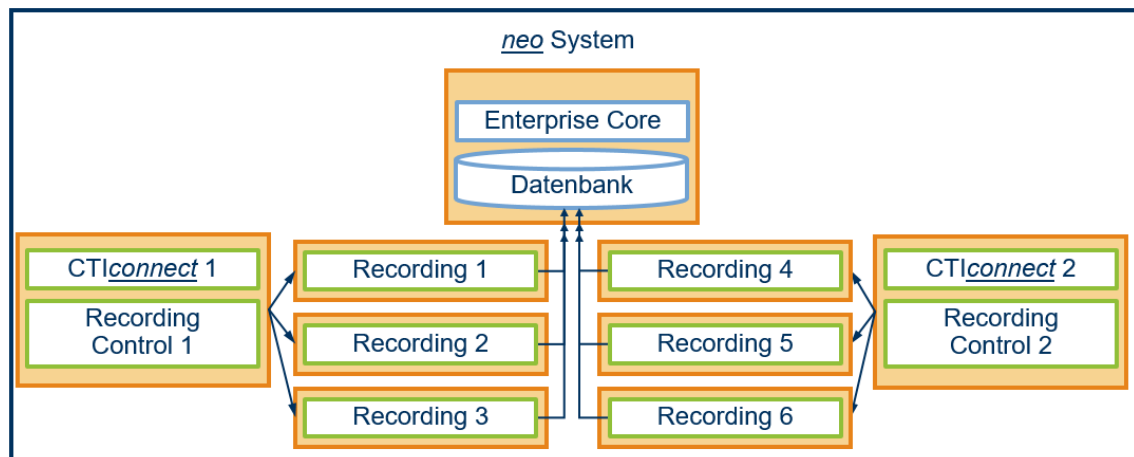 neo System
Enterprise Core
Datenbank
CTIconnect 1
Recording
Control 1
Recording 1
Recording 2
Recording 3
Recording 4
Recording 5
Recording 6
CTIconnect 2
Recording
Control 2